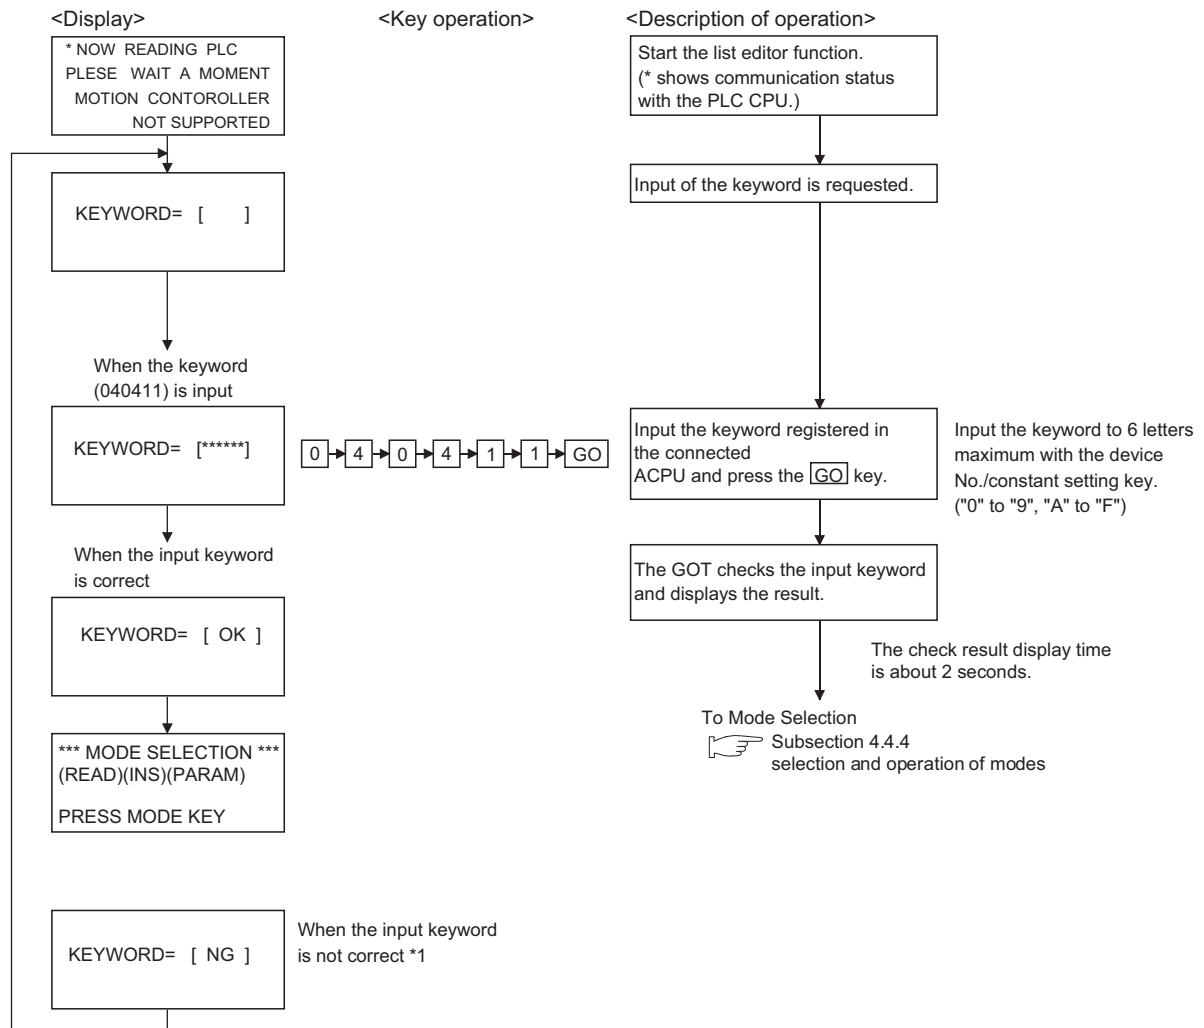 <Display>
<Key operation>
<Description of operation>
* NOW READING PLC
PLESE WAIT A MOMENT
MOTION CONTOROLLER
NOT SUPPORTED
Start the list editor function.
(* shows communication status
with the PLC CPU.)
KEYWORD= [ ]
Input of the keyword is requested.
When the keyword
(040411) is input
KEYWORD= [******]
0 4 0 4 1 1 GO
Input the keyword registered in
the connected
ACPU and press the GO key.
Input the keyword to 6 letters
maximum with the device
No./constant setting key.
("0" to "9", "A" to "F")
When the input keyword
is correct
The GOT checks the input keyword
and displays the result.
KEYWORD= [ OK ]
The check result display time
is about 2 seconds.
To Mode Selection
Subsection 4.4.4
selection and operation of modes
*** MODE SELECTION ***
(READ)(INS)(PARAM)
PRESS MODE KEY
KEYWORD= [ NG ]
When the input keyword
is not correct *1